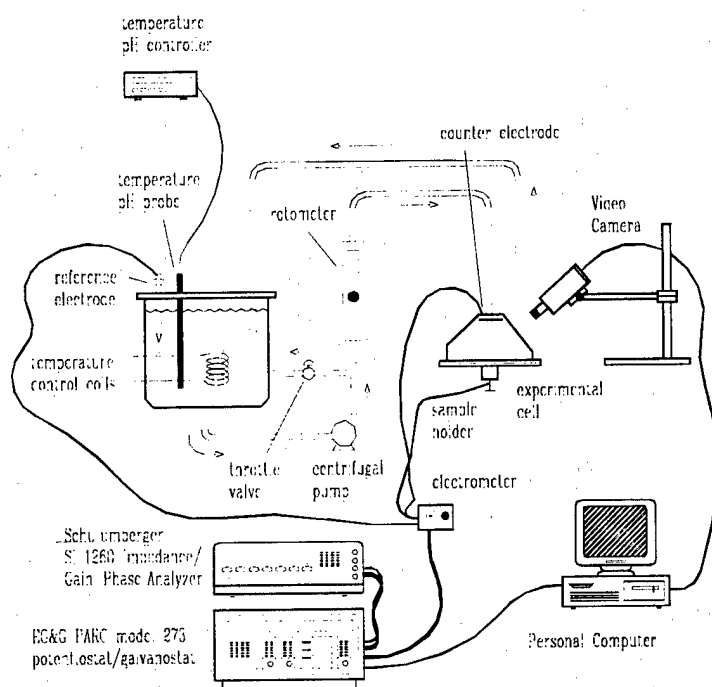 temperature
pH controller
counter electrode
temperature
pH probe
rotometer
Video
Camera
reference
electrode
temperature
control coils
experimental
cell
sample
holder
throttle
valve
centrifugal
pump
electrometer
Schlumberger
SI 1260 Impedance/
Gain Phase Analyzer
EG&G PARC model 273
potentiostat/galvanostat
Personal Computer